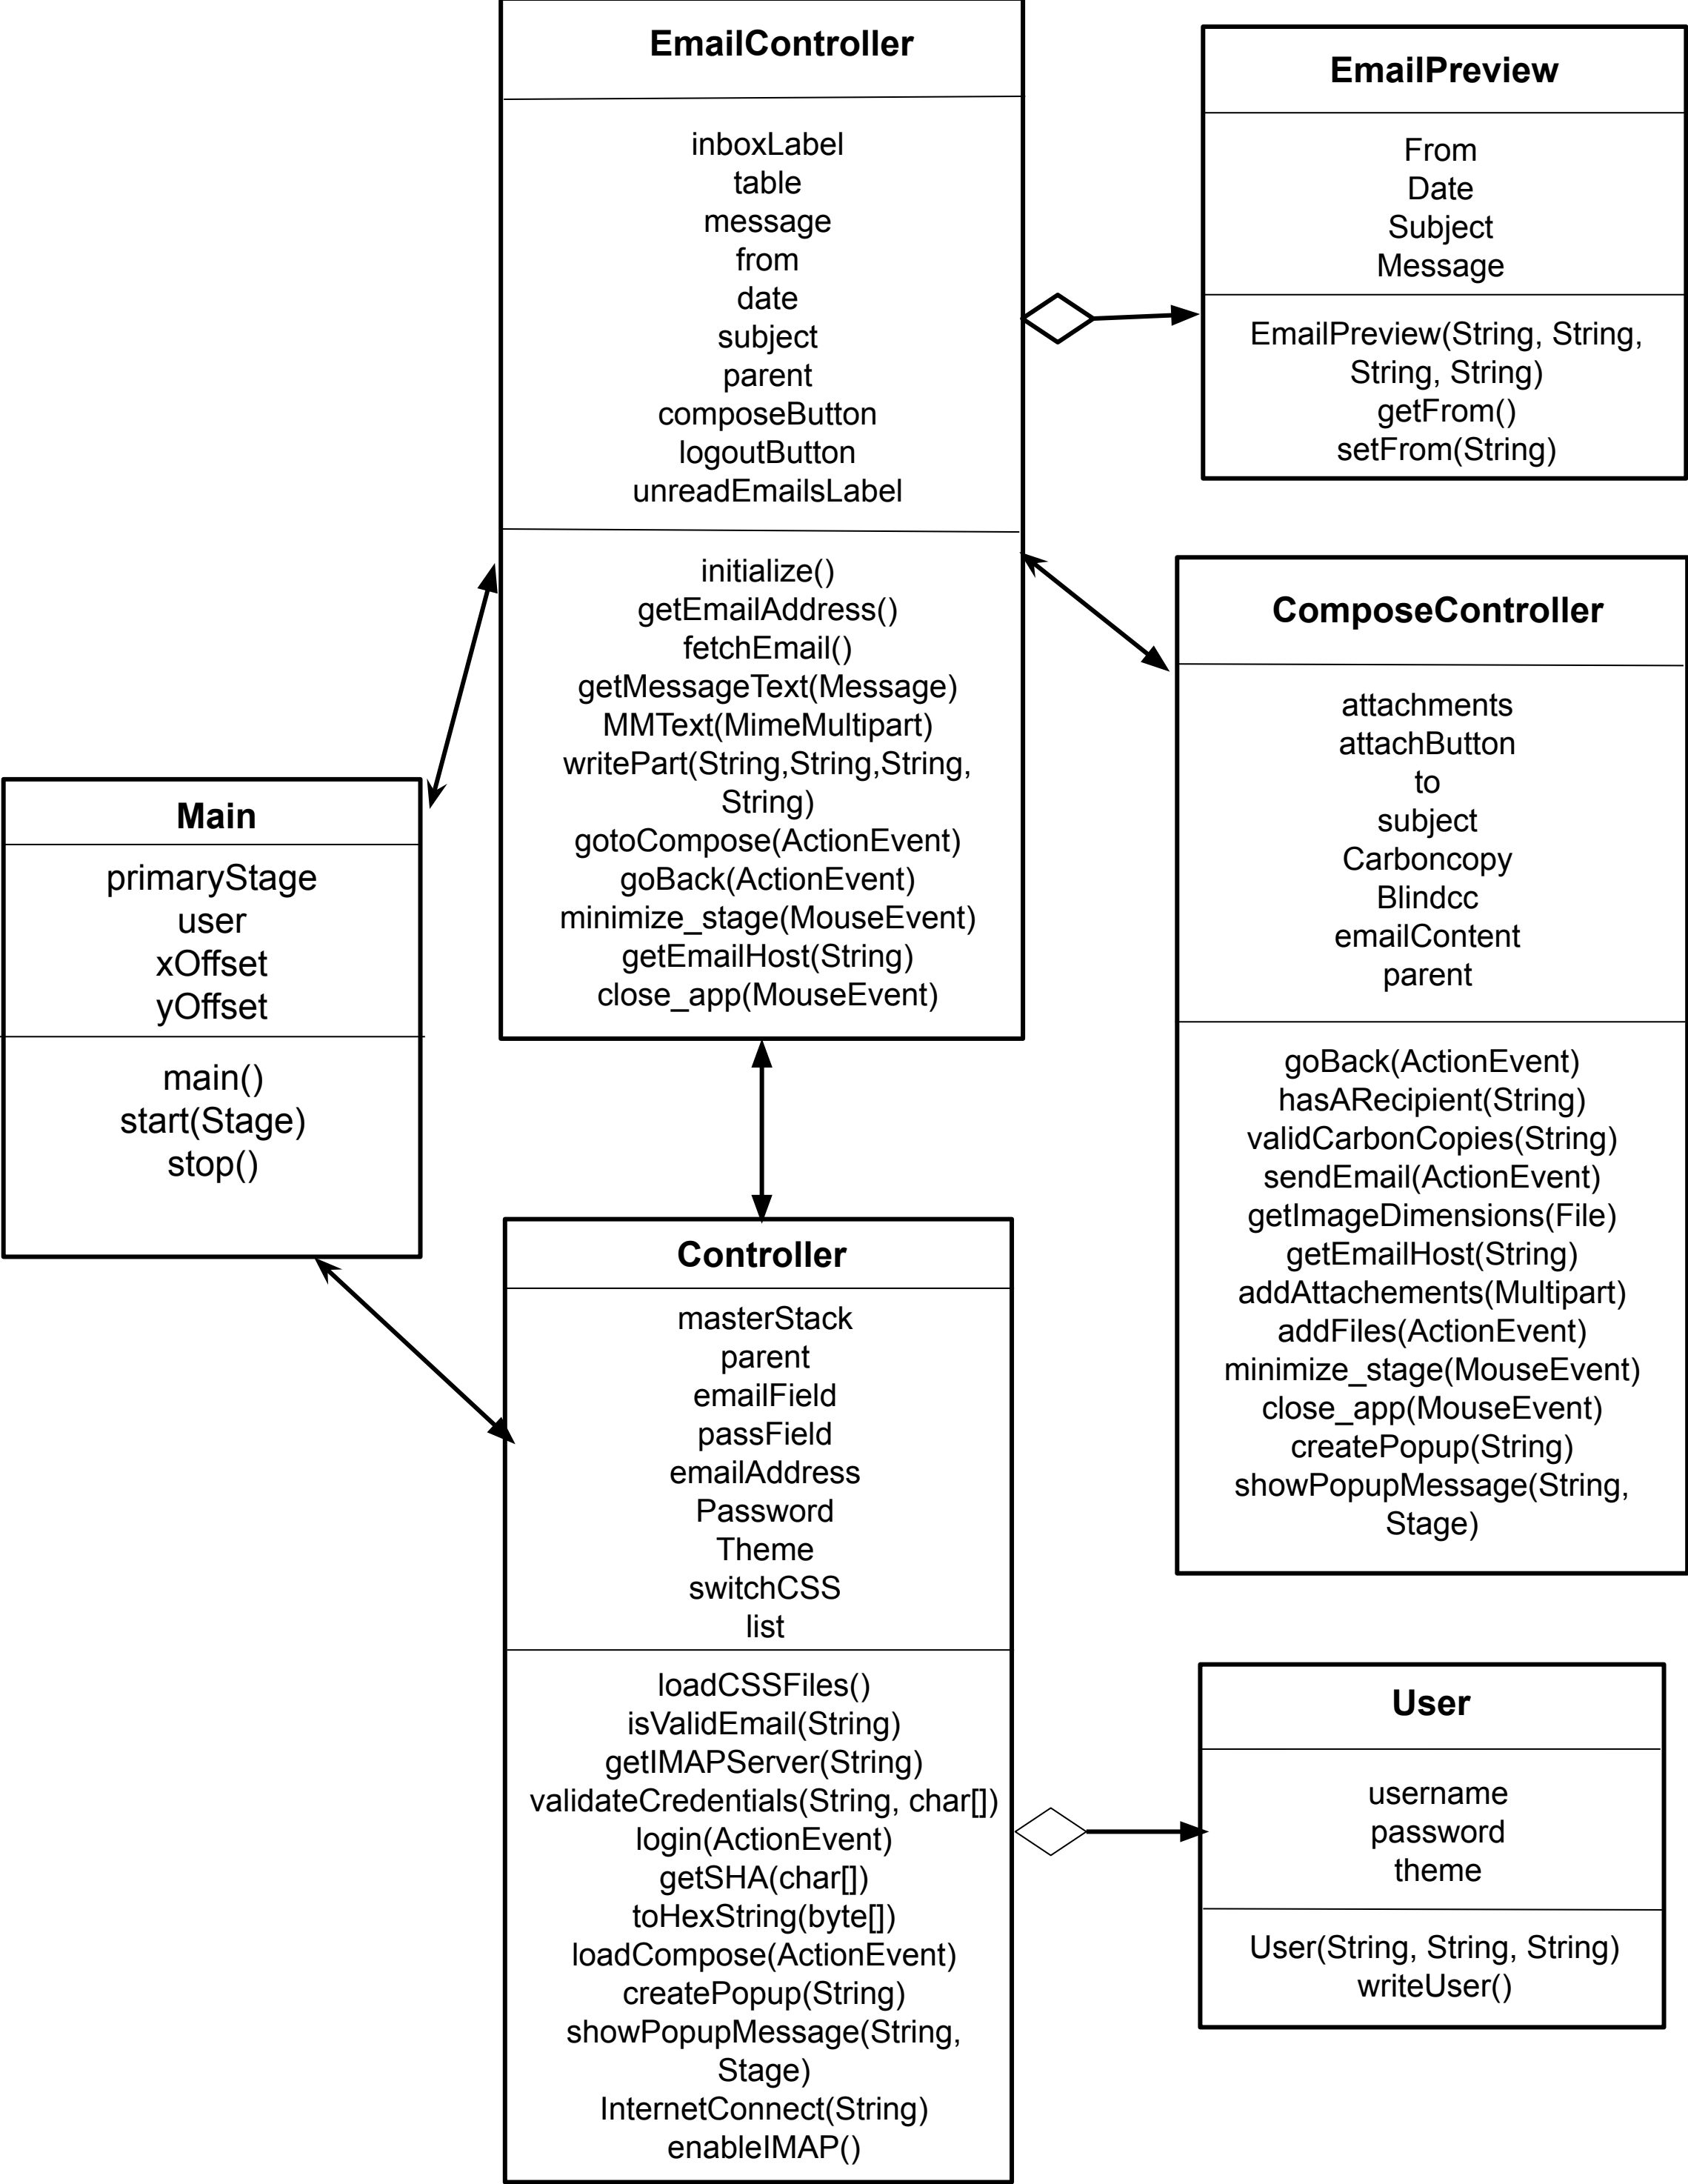 EmailController
inboxLabel
table
message
from
date
subject
parent
composeButton
logoutButton
unreadEmailsLabel
initialize()
getEmailAddress()
fetchEmail()
getMessageText(Message)
MMText(MimeMultipart)
writePart(String,String,String,
String)
gotoCompose(ActionEvent)
goBack(ActionEvent)
minimize_stage(MouseEvent)
getEmailHost(String)
close_app(MouseEvent)
EmailPreview
From
Date
Subject
Message
EmailPreview(String, String,
String, String)
getFrom()
setFrom(String)
ComposeController
attachments
attachButton
to
subject
Carboncopy
Blindcc
emailContent
parent
goBack(ActionEvent)
hasARecipient(String)
validCarbonCopies(String)
sendEmail(ActionEvent)
getImageDimensions(File)
getEmailHost(String)
addAttachements(Multipart)
addFiles(ActionEvent)
minimize_stage(MouseEvent)
close_app(MouseEvent)
createPopup(String)
showPopupMessage(String,
Stage)
Main
primaryStage
user
xOffset
yOffset
main()
start(Stage)
stop()
Controller
masterStack
parent
emailField
passField
emailAddress
Password
Theme
switchCSS
list
loadCSSFiles()
isValidEmail(String)
getIMAPServer(String)
validateCredentials(String, char[])
login(ActionEvent)
getSHA(char[])
toHexString(byte[])
loadCompose(ActionEvent)
createPopup(String)
showPopupMessage(String,
Stage)
InternetConnect(String)
enableIMAP()
User
username
password
theme
User(String, String, String)
writeUser()